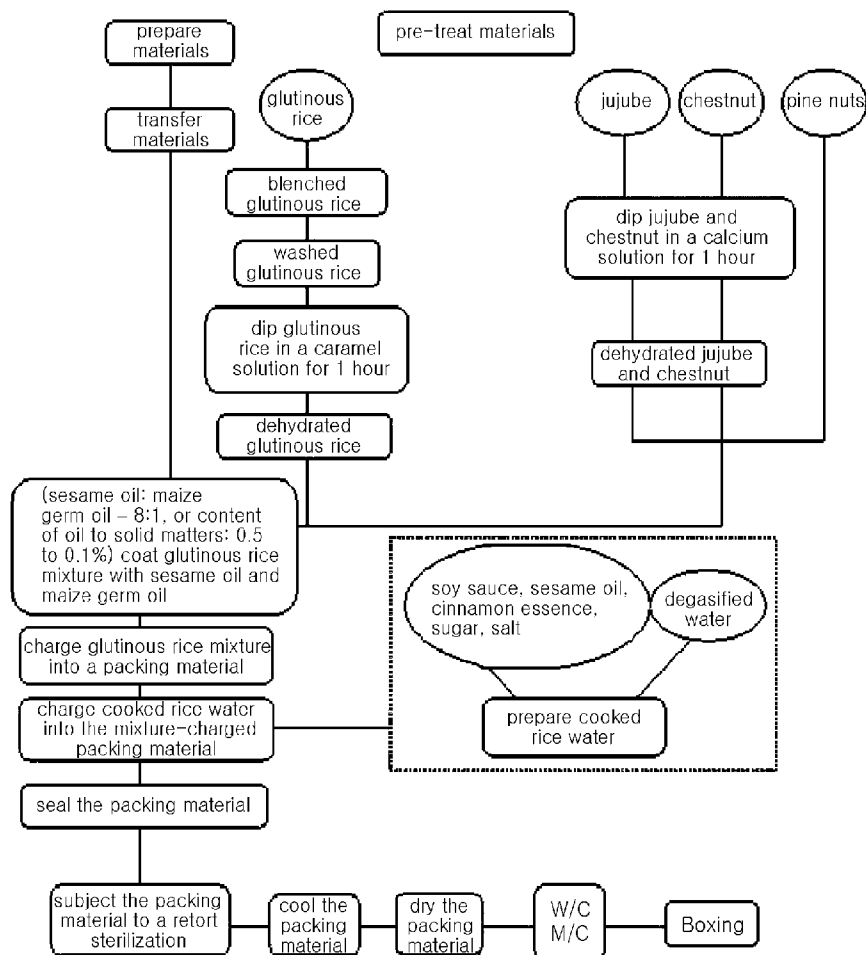 prepare
materials
pre-treat materials
transfer
materials
glutinous
rice
jujube
chestnut
pine nuts
blenched
glutinous rice
washed
glutinous rice
dip glutinous
rice in a caramel
solution for 1 hour
dehydrated
glutinous rice
dip jujube and
chestnut in a calcium
solution for 1 hour
dehydrated jujube
and chestnut
(sesame oil: maize
germ oil – 8:1, or content
of oil to solid matters: 0.5
to 0.1%) coat glutinous rice
mixture with sesame oil and
maize germ oil
charge glutinous rice mixture
into a packing material
charge cooked rice water
into the mixture-charged
packing material
soy sauce, sesame oil,
cinnamon essence,
sugar, salt
degasified
water
prepare cooked
rice water
seal the packing material
subject the packing
material to a retort
sterilization
cool the
packing
material
dry the
packing
material
W/C
M/C
Boxing